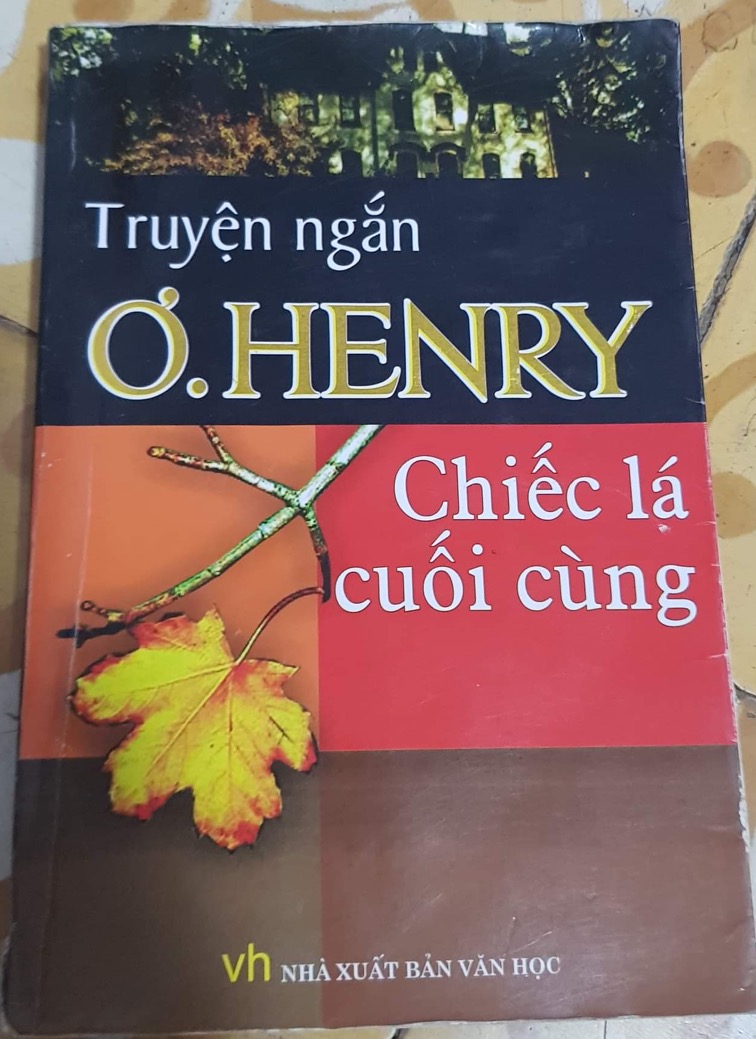 Truyện ngắn
Ơ.HENRY
Chiếc lá
cuối cùng
vh NHÀ XUẤT BẢN VĂN HỌC